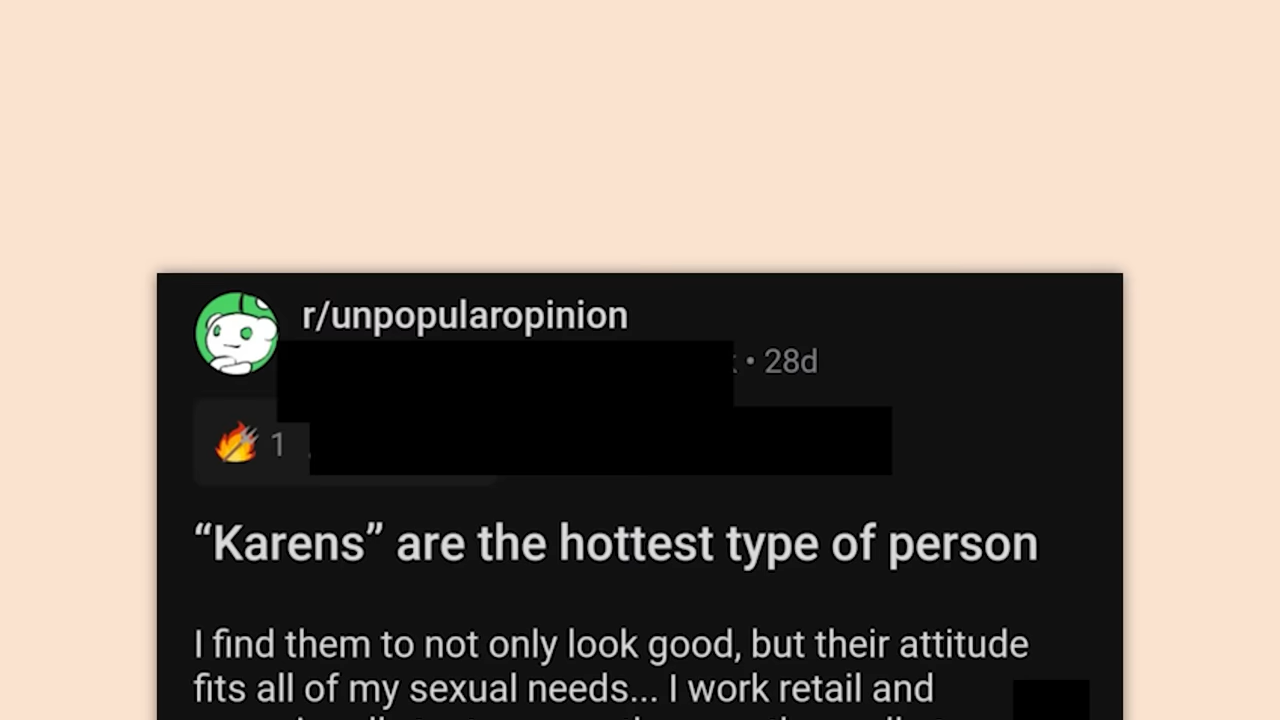 r/unpopularopinion
• 28d
1
“Karens” are the hottest type of person
I find them to not only look good, but their attitude
fits all of my sexual needs... I work retail and